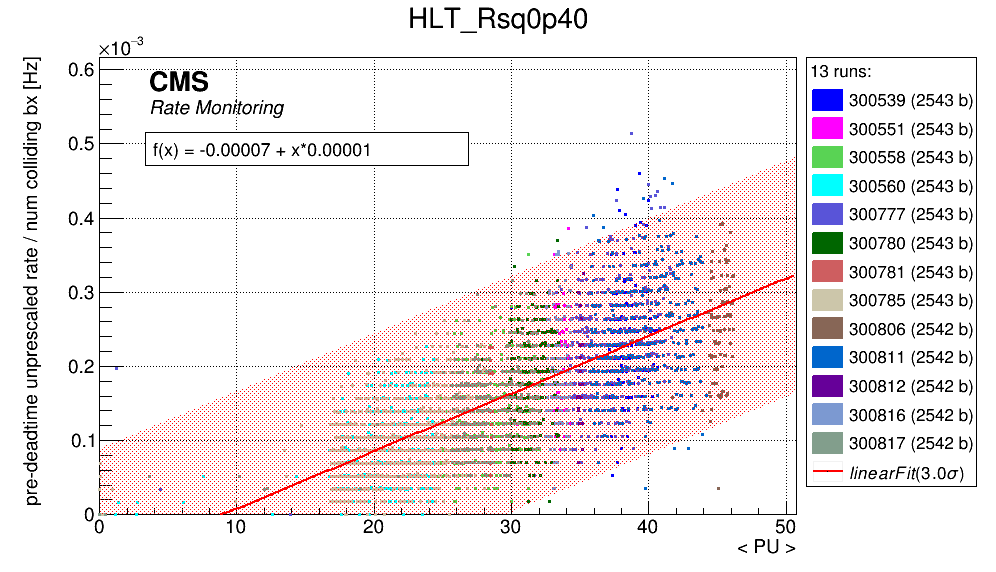 HLT_Rsq0p40
×10⁻³
pre-deadtime unprescaled rate / num colliding bx [Hz]
0.6
0.5
0.4
0.3
0.2
0.1
0
CMS
Rate Monitoring
f(x) = -0.00007 + x*0.00001
0 10 20 30 40 50
< PU >
13 runs:
300539 (2543 b)
300551 (2543 b)
300558 (2543 b)
300560 (2543 b)
300777 (2543 b)
300780 (2543 b)
300781 (2543 b)
300785 (2543 b)
300806 (2542 b)
300811 (2542 b)
300812 (2542 b)
300816 (2542 b)
300817 (2542 b)
linearFit(3.0σ)